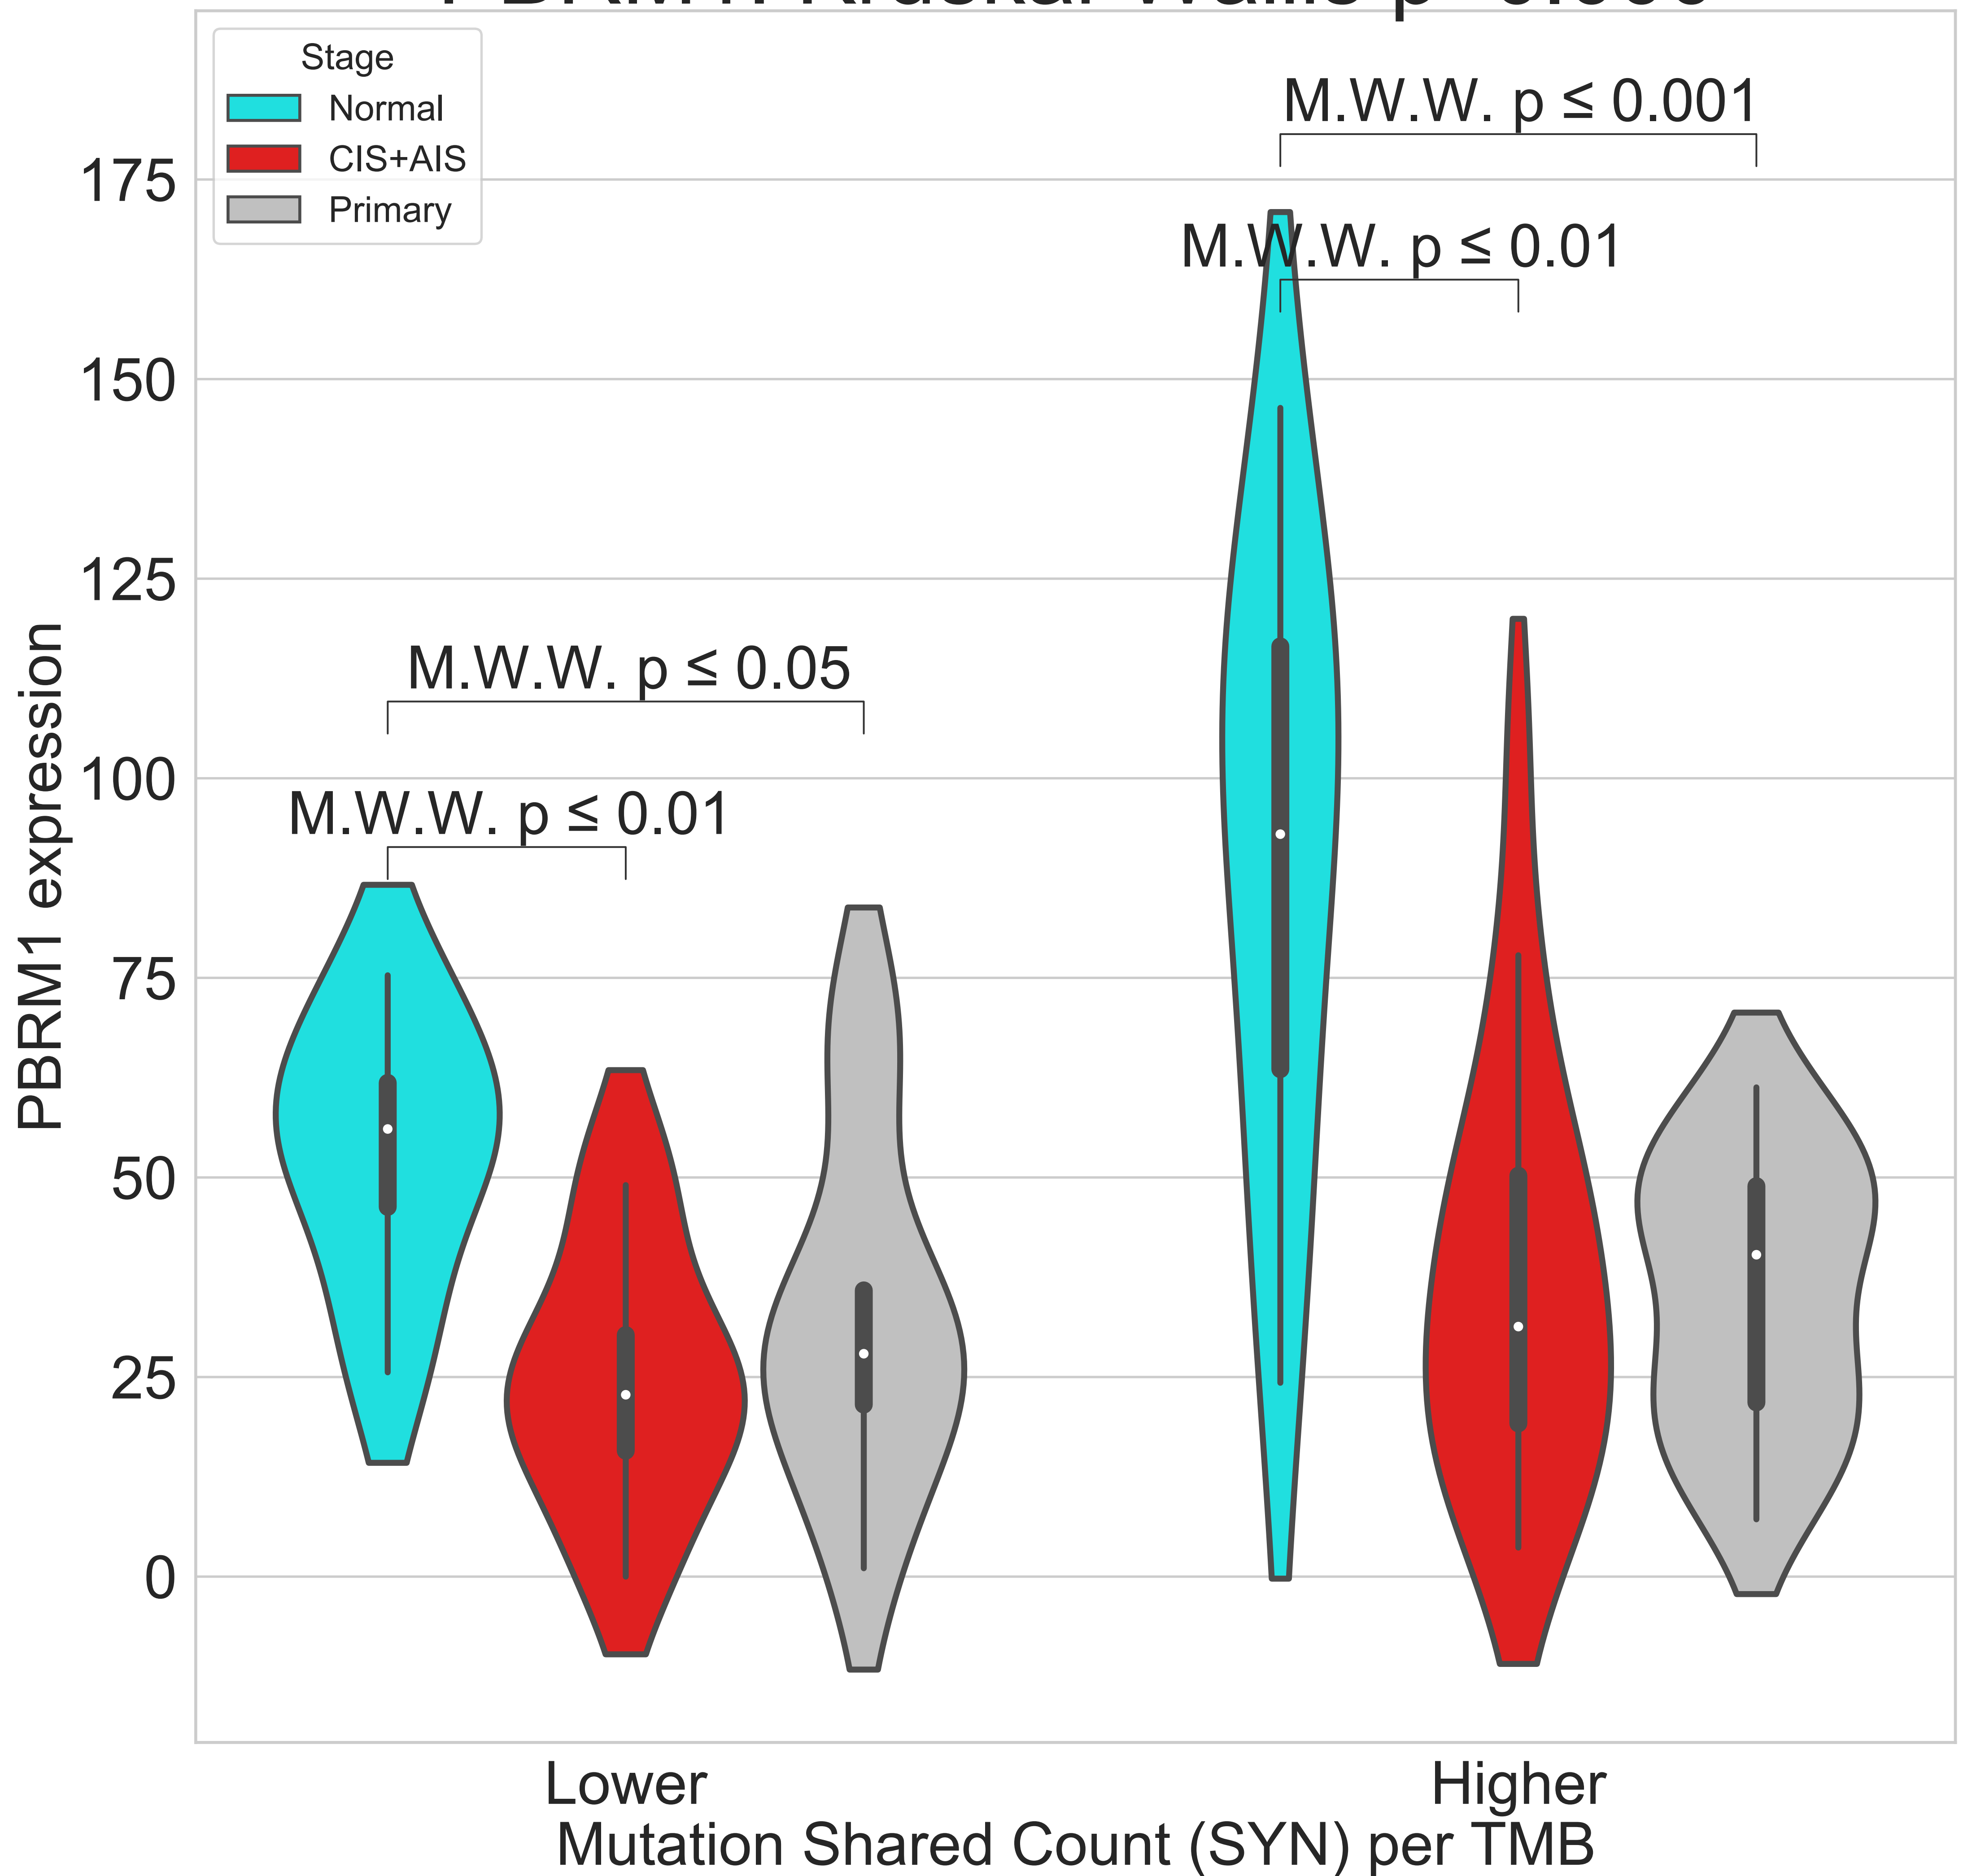 Stage
Normal
CIS+AIS
Primary
M.W.W. p ≤ 0.001
M.W.W. p ≤ 0.01
M.W.W. p ≤ 0.05
M.W.W. p ≤ 0.01
175
150
125
100
75
50
25
0
PBRM1 expression
Lower
Higher
Mutation Shared Count (SYN) per TMB